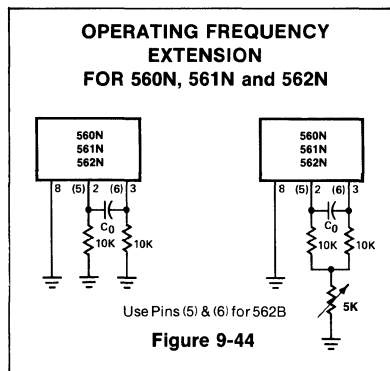 OPERATING FREQUENCY
EXTENSION
FOR 560N, 561N and 562N
560N
561N
562N
8 (5) 2 (6) 3
C0
10K 10K
560N
561N
562N
8 (5) 2 (6) 3
C0
10K 10K
5K
Use Pins (5) & (6) for 562B
Figure 9-44